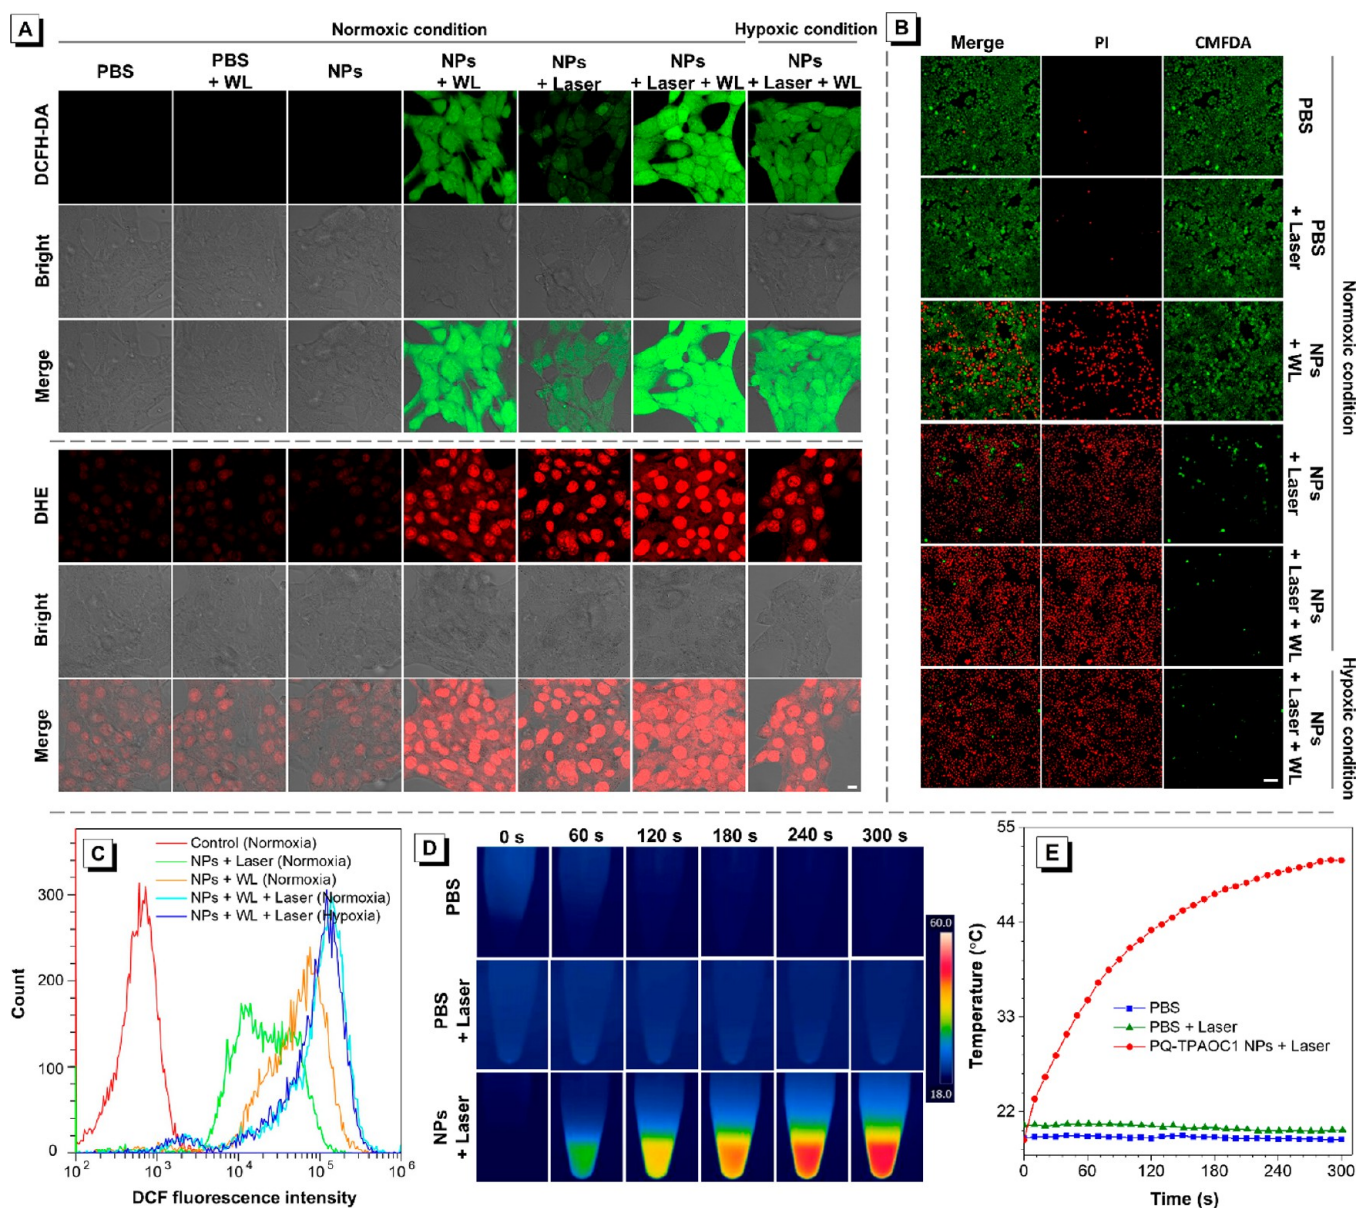 A
Normoxic condition
Hypoxic condition
PBS
PBS
+ WL
NPs
NPs
+ WL
NPs
+ Laser
NPs
+ Laser + WL
NPs
+ Laser + WL
DCFH-DA
Bright
Merge
DHE
Bright
Merge
B
Merge
PI
CMFDA
PBS
PBS
+ Laser
NPs
+ WL
NPs
+ Laser
NPs
+ Laser + WL
NPs
+ Laser + WL
Normoxic condition
Hypoxic condition
C
Control (Normoxia)
NPs + Laser (Normoxia)
NPs + WL (Normoxia)
NPs + WL + Laser (Normoxia)
NPs + WL + Laser (Hypoxia)
Count
300
200
100
0
10² 10³ 10⁴ 10⁵ 10⁶
DCF fluorescence intensity
D
0 s 60 s 120 s 180 s 240 s 300 s
PBS
PBS
+ Laser
NPs
+ Laser
60.0
18.0
E
Temperature (°C)
55
44
33
22
PBS
PBS + Laser
PQ-TPAOC1 NPs + Laser
0 60 120 180 240 300
Time (s)